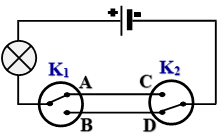 + -
K₁ A C K₂
B D